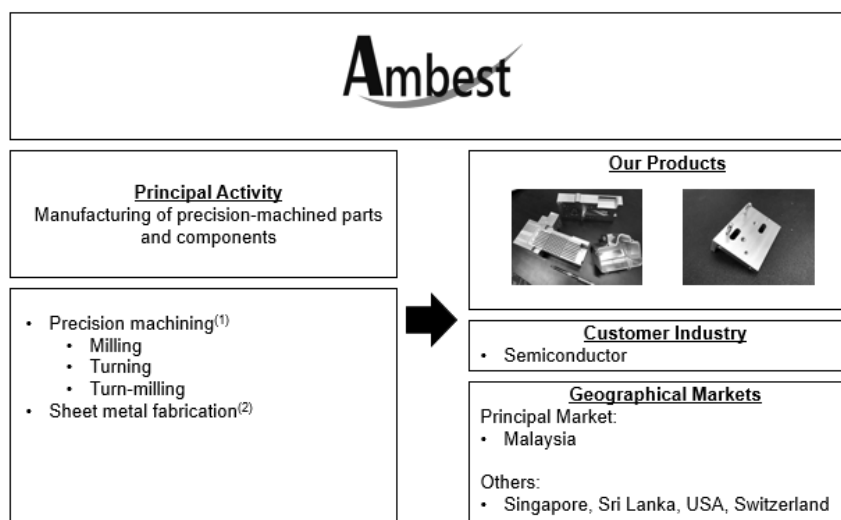 Ambest
Principal Activity
Manufacturing of precision-machined parts
and components
• Precision machining(1)
• Milling
• Turning
• Turn-milling
• Sheet metal fabrication(2)
Our Products
Customer Industry
• Semiconductor
Geographical Markets
Principal Market:
• Malaysia
Others:
• Singapore, Sri Lanka, USA, Switzerland